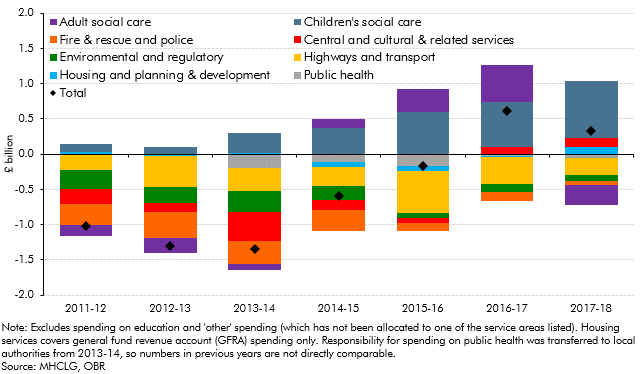 Adult social care Children's social care
Fire & rescue and police Central and cultural & related services
Environmental and regulatory Highways and transport
Housing and planning & development Public health
Total
£ billion
2.0
1.5
1.0
0.5
0.0
-0.5
-1.0
-1.5
-2.0
2011-12 2012-13 2013-14 2014-15 2015-16 2016-17 2017-18
Note: Excludes spending on education and 'other' spending (which has not been allocated to one of the service areas listed). Housing
services covers general fund revenue account (GFRA) spending only. Responsibility for spending on public health was transferred to local
authorities from 2013-14, so numbers in previous years are not directly comparable.
Source: MHCLG, OBR